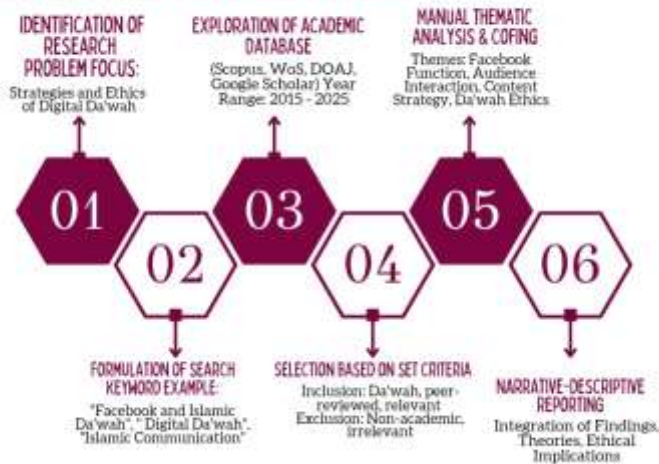 IDENTIFICATION OF
RESEARCH
PROBLEM FOCUS:
Strategies and Ethics
of Digital Da'wah
01
FORMULATION OF SEARCH
KEYWORD EXAMPLE:
"Facebook and Islamic
Da'wah", " Digital Da'wah".
"Islamic Communication"
02
EXPLORATION OF ACADEMIC
DATABASE
(Scopus, WoS, DOAJ,
Google Scholar) Year
Range: 2015 - 2025
03
SELECTION BASED ON SET CRITERIA
Inclusion: Da'wah, peer-
reviewed, relevant
Exclusion: Non-academic,
irrelevant
04
MANUAL THEMATIC
ANALYSIS & COFING
Themes: Facebook
Function, Audience
Interaction, Content
Strategy, Da'wah Ethics
05
NARRATIVE-DESCRIPTIVE
REPORTING
Integration of Findings,
Theories, Ethical
Implications
06